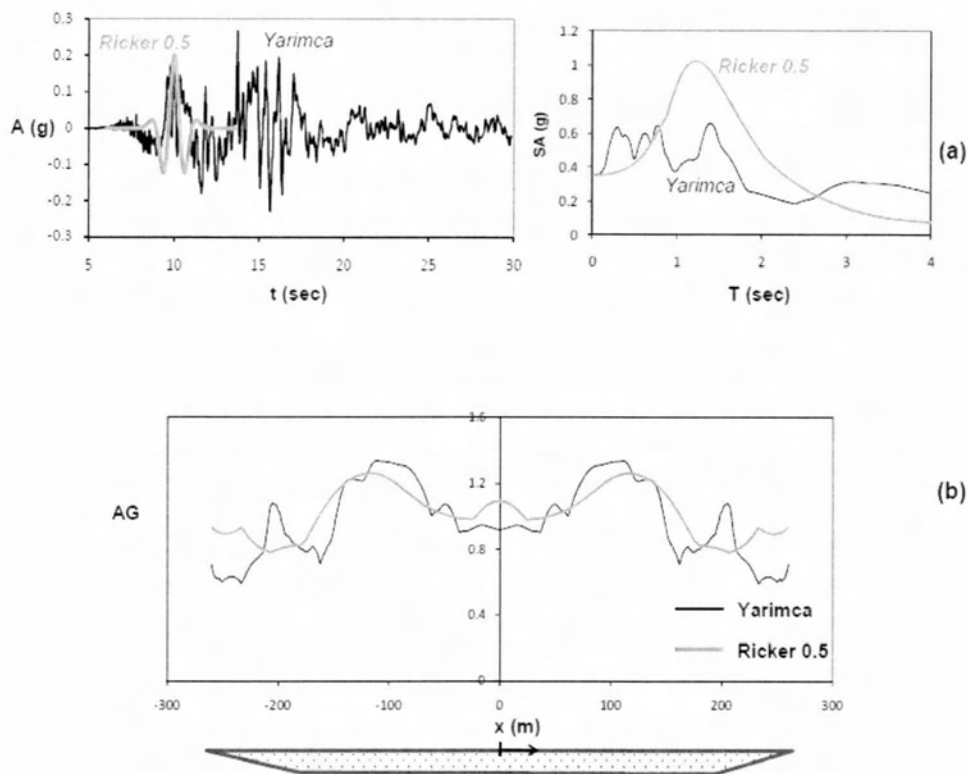 0.3
0.2
0.1
0
-0.1
-0.2
-0.3
A (g)
Ricker 0.5
Yarimca
5
10
15
20
25
30
t (sec)
1.2
1
0.8
0.6
0.4
0.2
0
SA (g)
Ricker 0.5
Yarimca
0
1
2
3
4
T (sec)
(a)
1.6
1.2
0.8
0.4
0
AG
(b)
Yarimca
Ricker 0.5
-300
-200
-100
0
100
200
300
x (m)